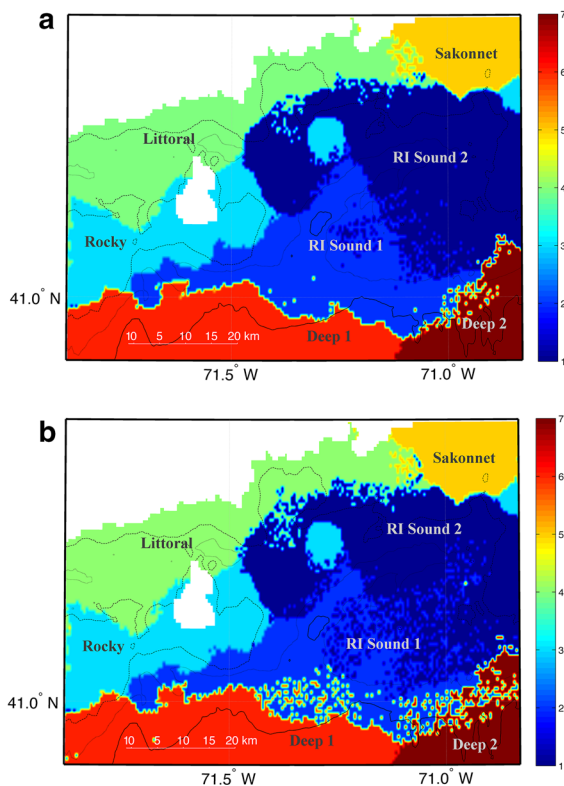 a
Sakonnet
Littoral
RI Sound 2
Rocky
RI Sound 1
41.0° N
Deep 2
Deep 1
10 5 10 15 20 km
71.5° W
71.0° W
7
6
5
4
3
2
1
b
Sakonnet
RI Sound 2
Littoral
RI Sound 1
Rocky
41.0° N
Deep 1
Deep 2
10 5 10 15 20 km
71.5° W
71.0° W
7
6
5
4
3
2
1